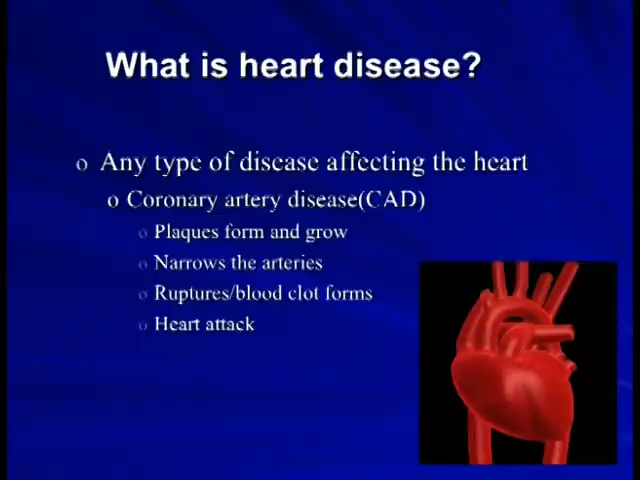 What is heart disease?
o Any type of disease affecting the heart
o Coronary artery disease(CAD)
o Plaques form and grow
o Narrows the arteries
o Ruptures/blood clot forms
o Heart attack